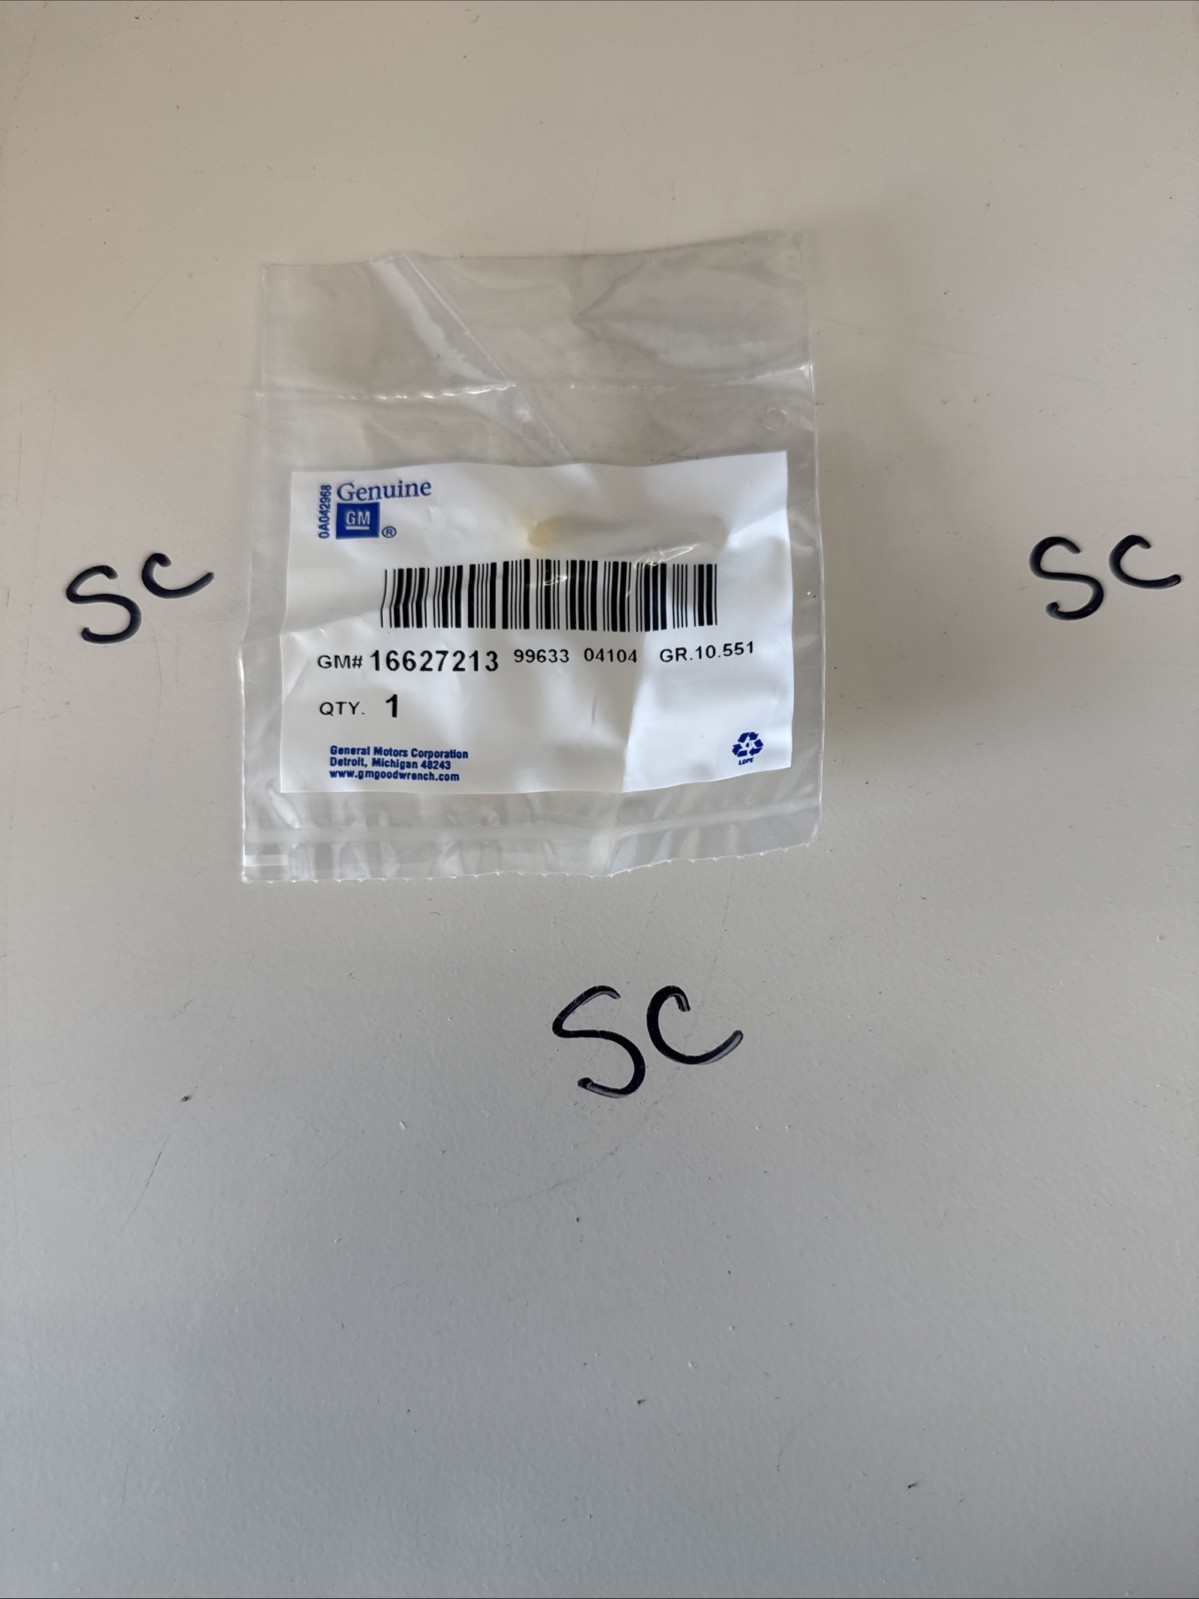 Genuine
0A042968
GM ®
GM# 16627213 99633 04104 GR.10.551
QTY. 1
General Motors Corporation
Detroit, Michigan 48243
www.gmgoodwrench.com
4
LDPE
SC
SC
SC